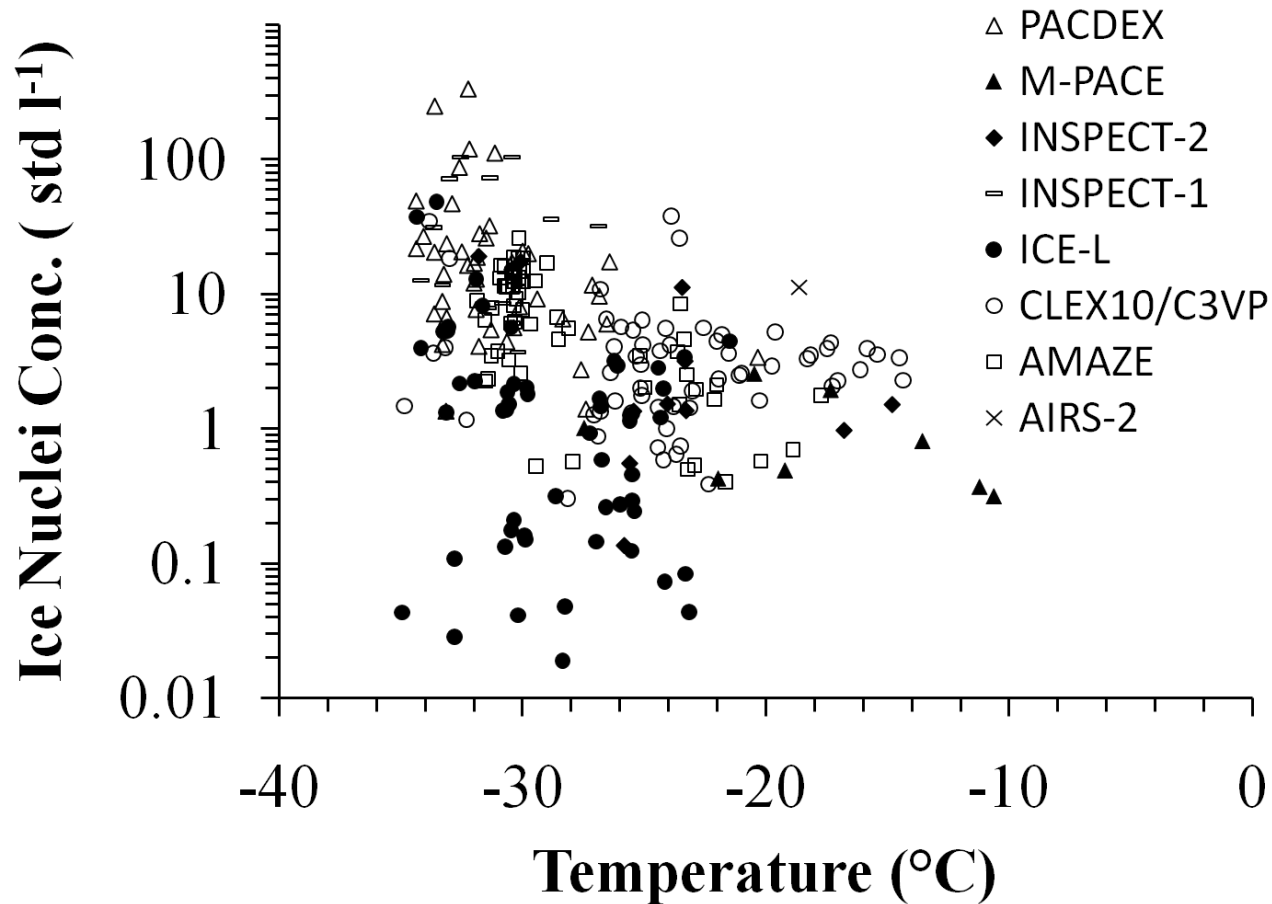 Ice Nuclei Conc. ( std l-1)
100
10
1
0.1
0.01
-40
-30
-20
-10
0
Temperature (°C)
PACDEX
M-PACE
INSPECT-2
INSPECT-1
ICE-L
CLEX10/C3VP
AMAZE
AIRS-2